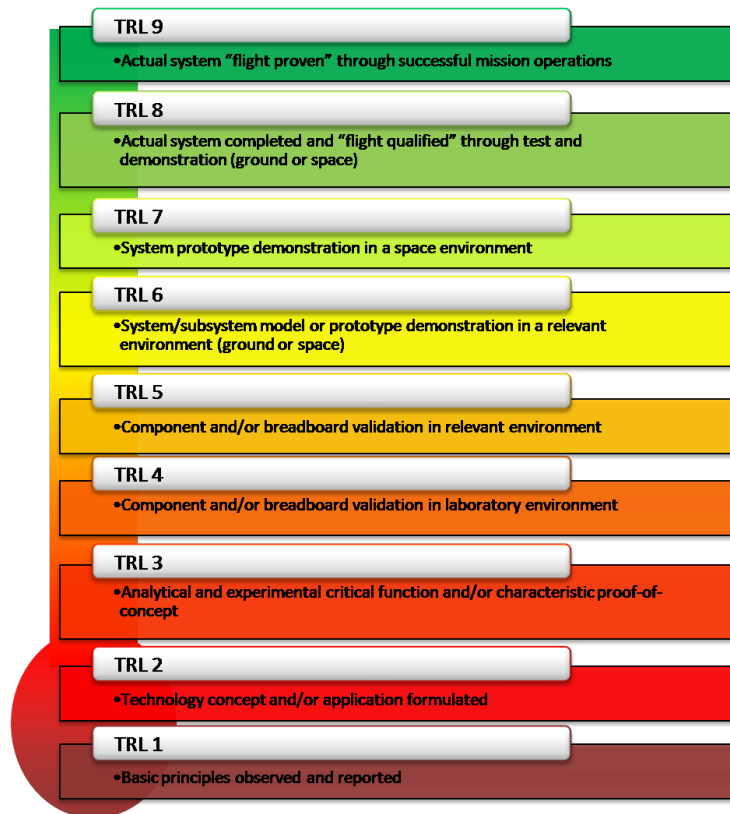 TRL 9
•Actual system “flight proven” through successful mission operations
TRL 8
•Actual system completed and “flight qualified” through test and
demonstration (ground or space)
TRL 7
•System prototype demonstration in a space environment
TRL 6
•System/subsystem model or prototype demonstration in a relevant
environment (ground or space)
TRL 5
•Component and/or breadboard validation in relevant environment
TRL 4
•Component and/or breadboard validation in laboratory environment
TRL 3
•Analytical and experimental critical function and/or characteristic proof-of-
concept
TRL 2
•Technology concept and/or application formulated
TRL 1
•Basic principles observed and reported